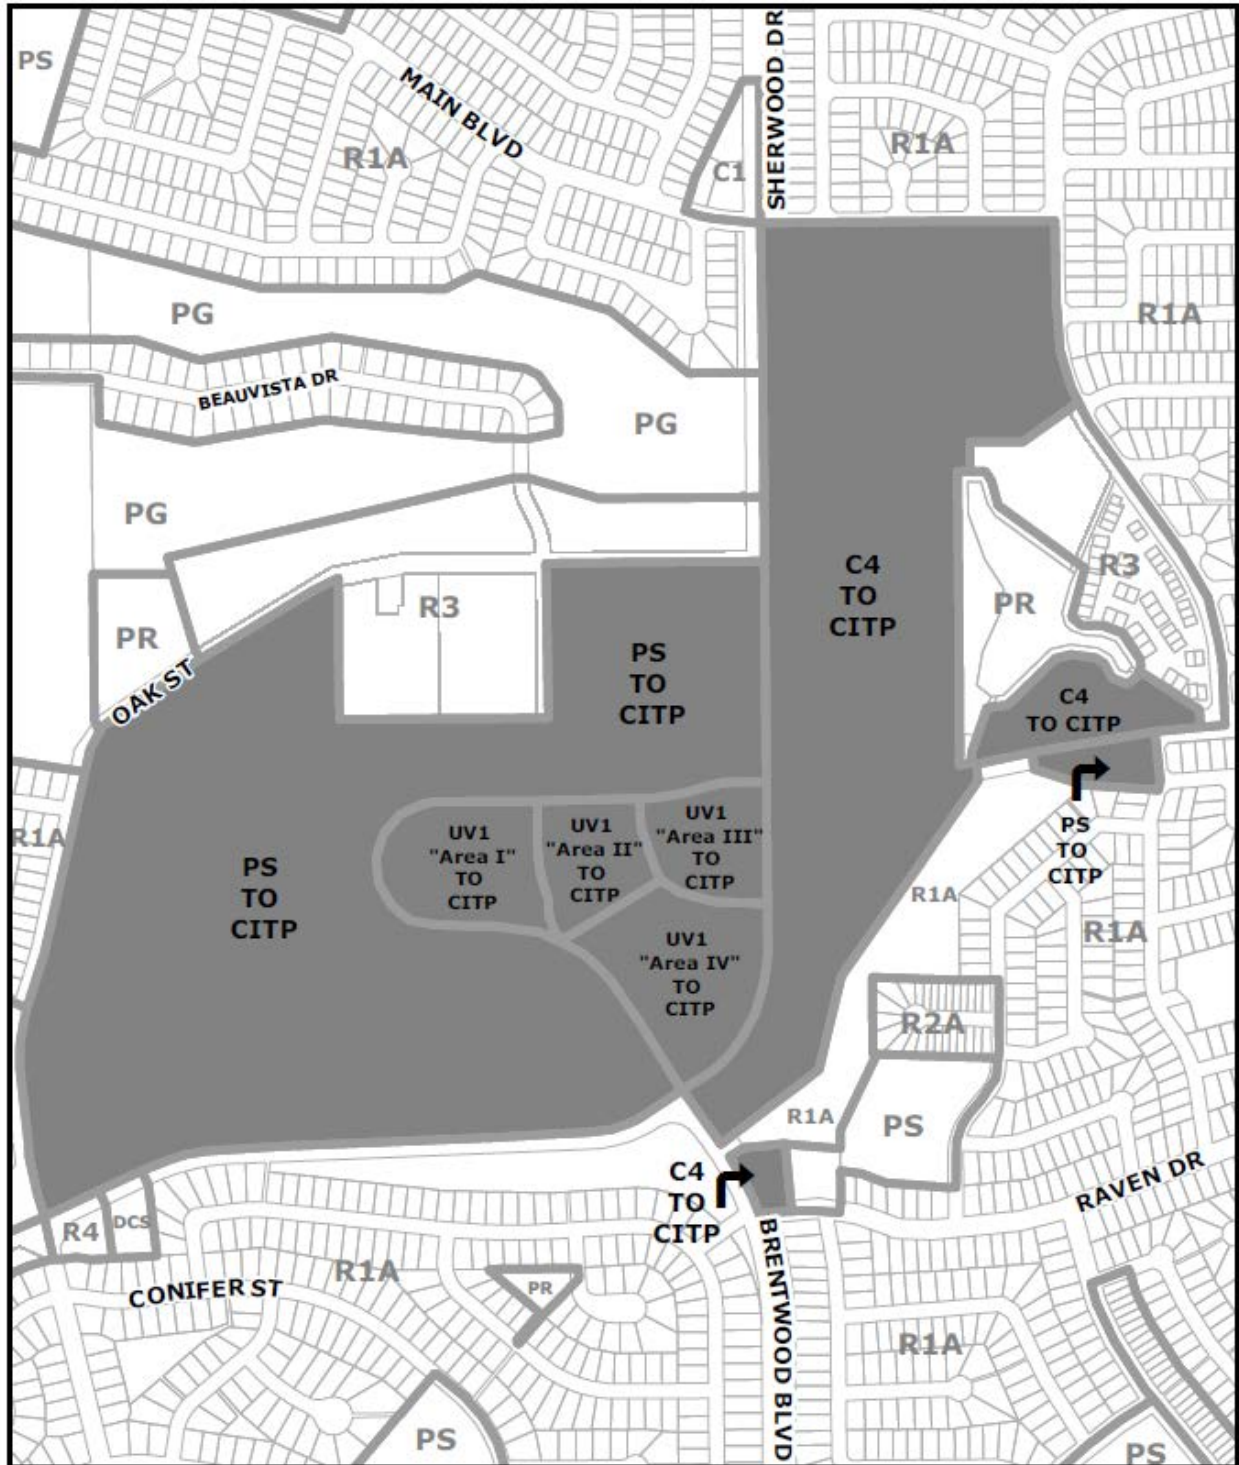 PS
MAIN BLVD
R1A
C1
SHERWOOD DR
R1A
PG
R1A
BEAUVISTA DR
PG
PG
C4
TO
CITP
R3
R3
PR
PR
PS
TO
CITP
OAK ST
C4
TO CITP
R1A
UV1
"Area I"
TO
CITP
UV1
"Area II"
TO
CITP
UV1
"Area III"
TO
CITP
PS
TO
CITP
PS
TO
CITP
R1A
R1A
UV1
"Area IV"
TO
CITP
R2A
R1A
PS
C4
TO
CITP
RAVEN DR
R4
DCS
BRENTWOOD BLVD
R1A
CONIFER ST
PR
R1A
PS
PS